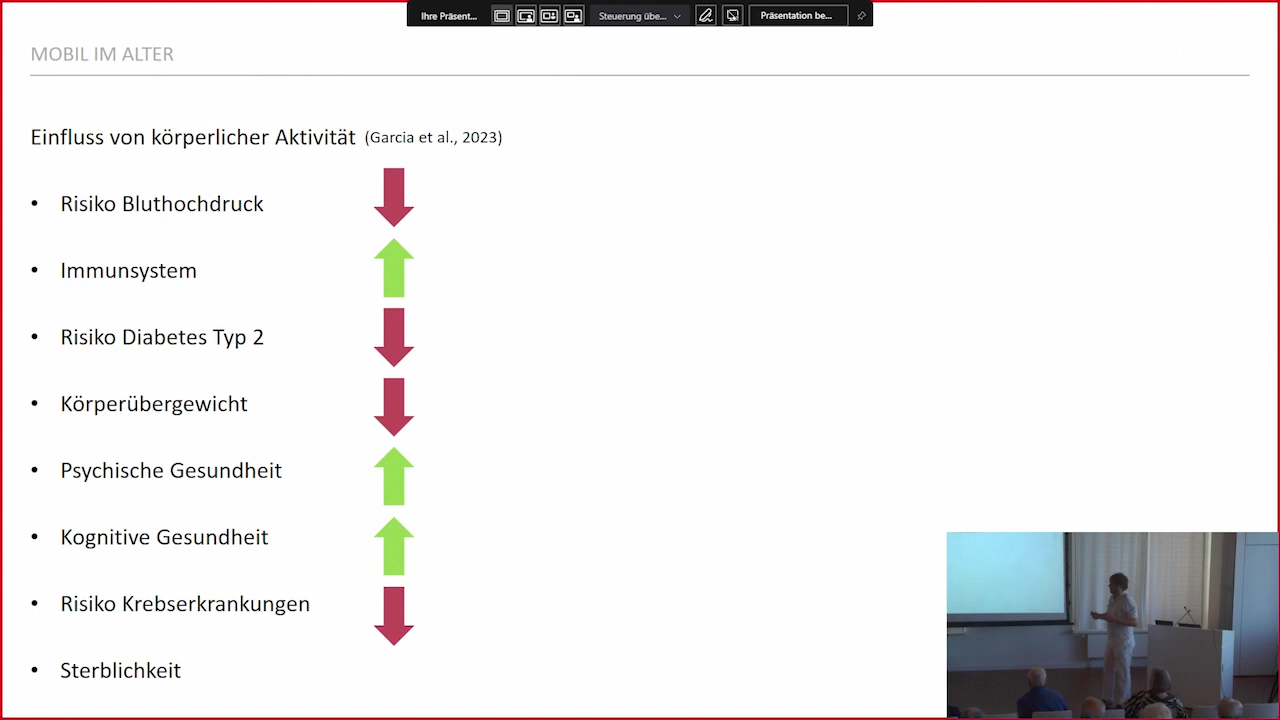 Ihre Präsent...
Steuerung übe...
Präsentation be...
MOBIL IM ALTER
Einfluss von körperlicher Aktivität (Garcia et al., 2023)
• Risiko Bluthochdruck
• Immunsystem
• Risiko Diabetes Typ 2
• Körperübergewicht
• Psychische Gesundheit
• Kognitive Gesundheit
• Risiko Krebserkrankungen
• Sterblichkeit